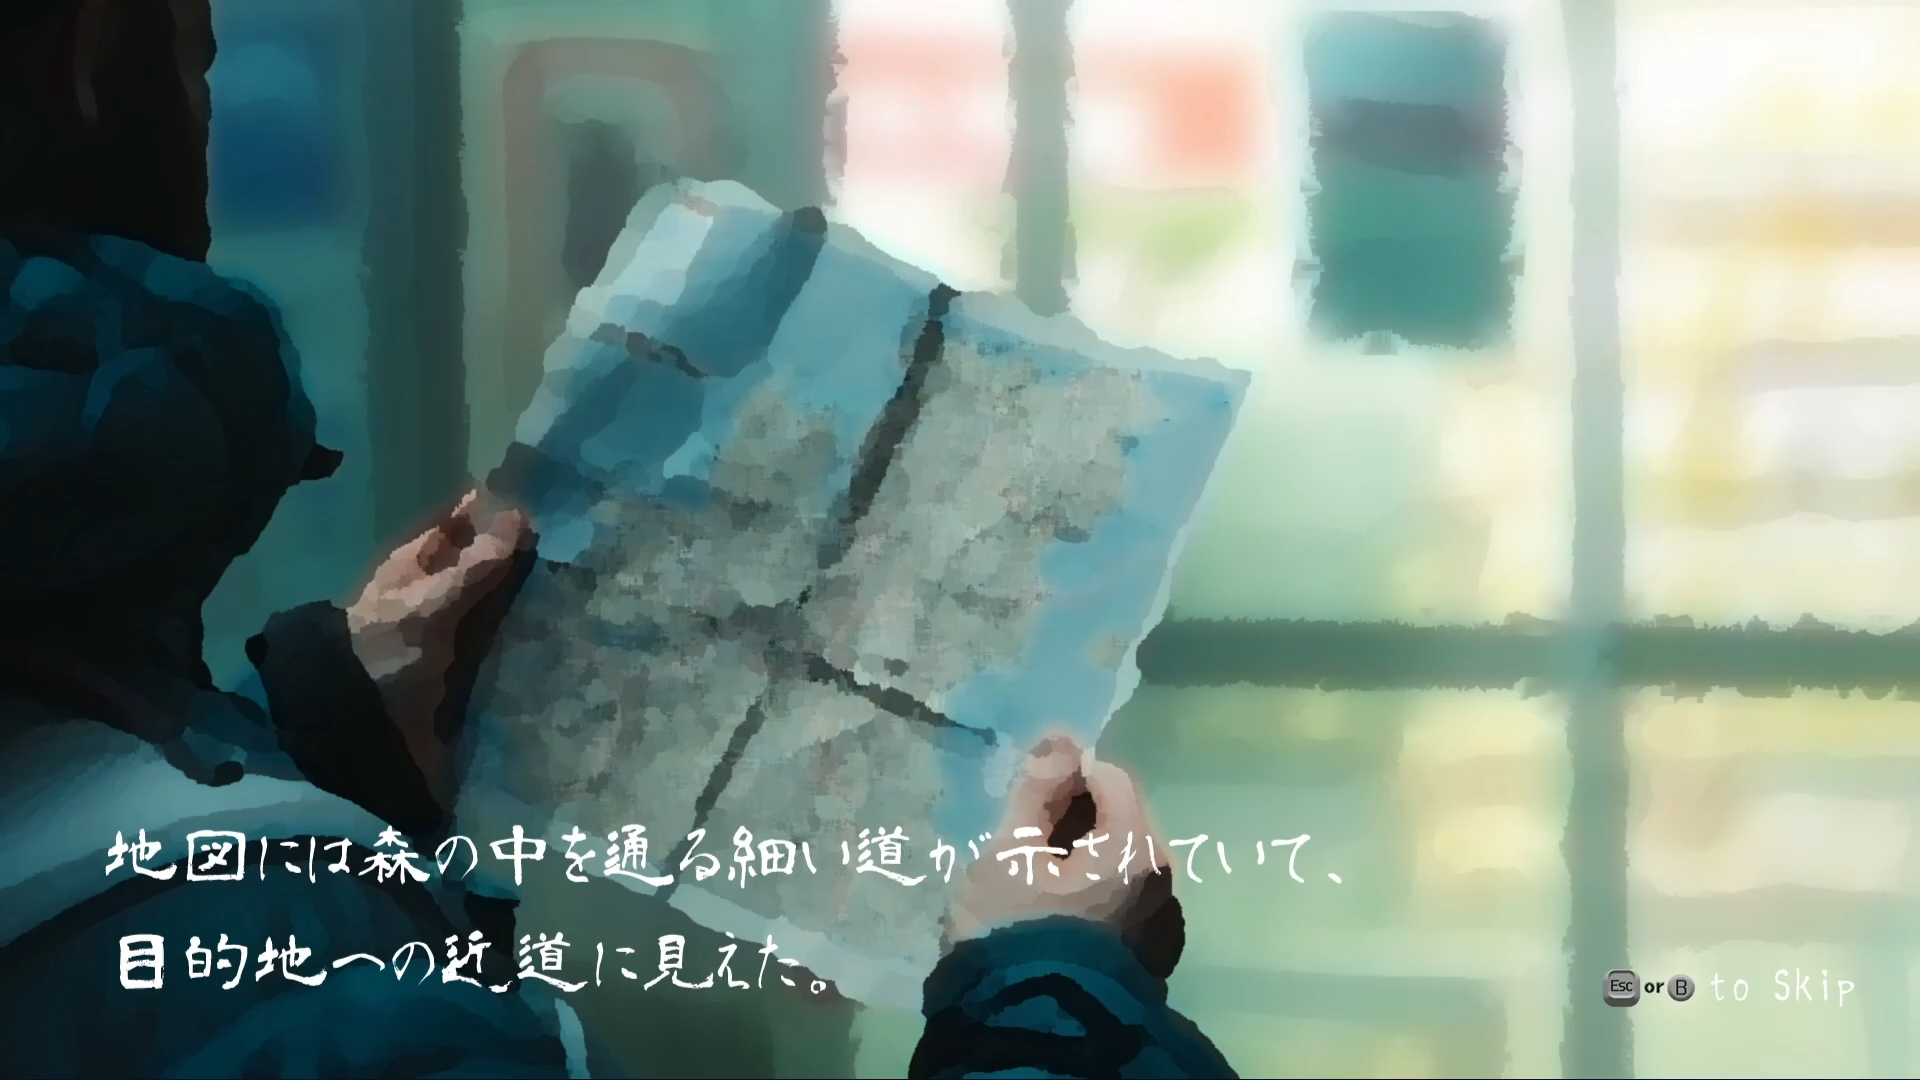 地図には森の中を通る細い道が示されていて、
目的地への近道に見えた。
Esc or B to Skip